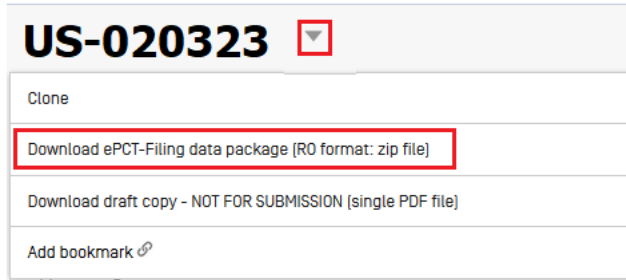 US-020323
Clone
Download ePCT-Filing data package (RO format: zip file)
Download draft copy - NOT FOR SUBMISSION (single PDF file)
Add bookmark